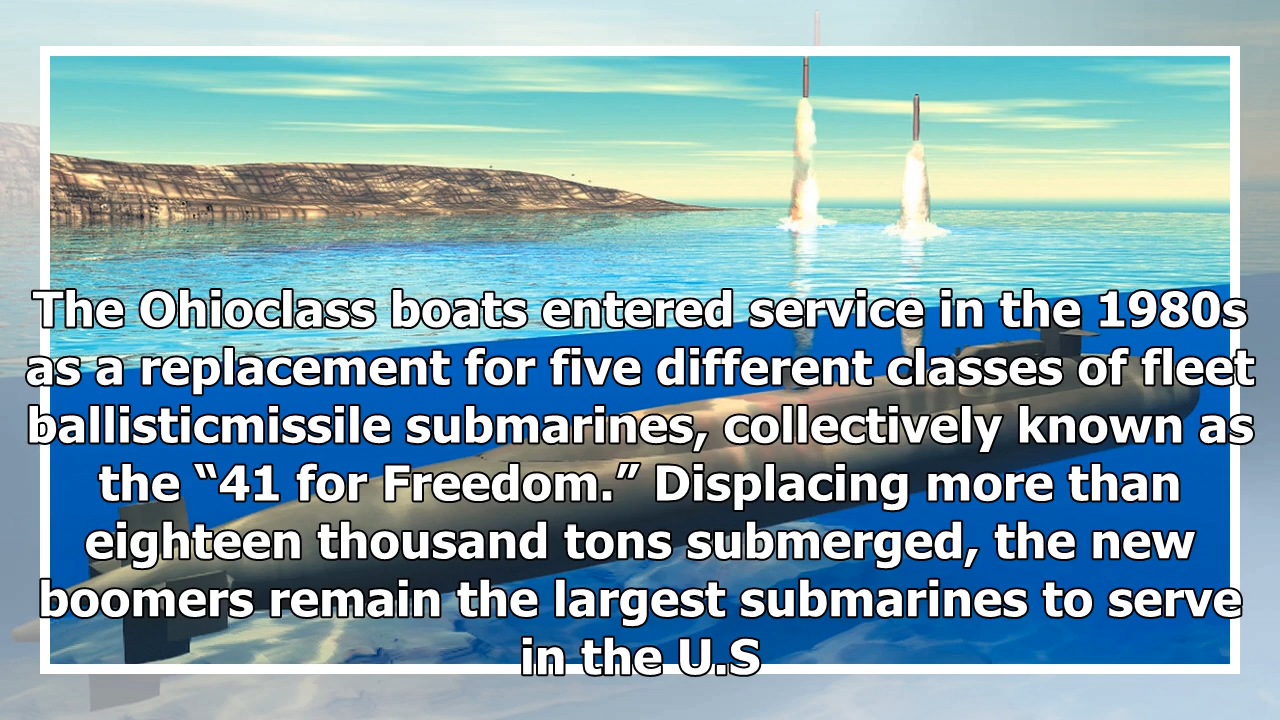 The Ohioclass boats entered service in the 1980s
as a replacement for five different classes of fleet
ballisticmissile submarines, collectively known as
the “41 for Freedom.” Displacing more than
eighteen thousand tons submerged, the new
boomers remain the largest submarines to serve
in the U.S